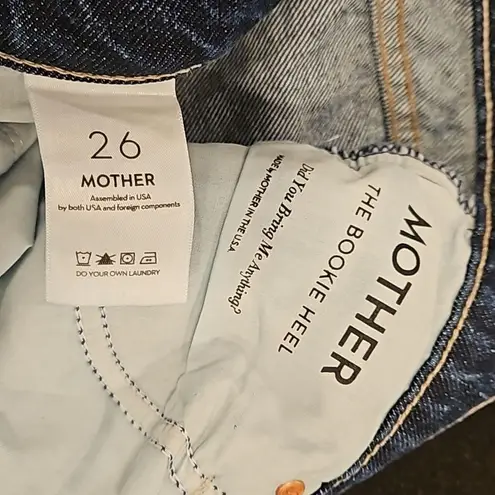 26
MOTHER
Assembled in USA
by both USA and foreign components
DO YOUR OWN LAUNDRY
MOTHER
THE BOOKIE HEEL
Did You Bring Me Anything?
MADE by MOTHER IN THE USA